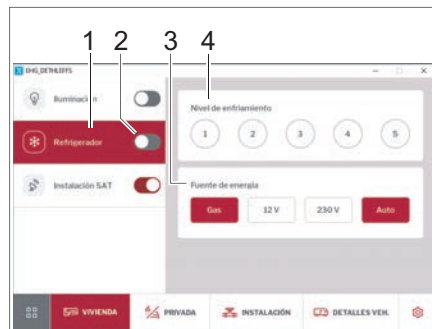 1 2 3 4
EHG_DETHLEFFS
Iluminación
Refrigerador
Instalación SAT
Nivel de enfriamiento
1 2 3 4 5
Fuente de energía
Gas 12 V 230 V Auto
VIVIENDA PRIVADA INSTALACIÓN DETALLES VEH.